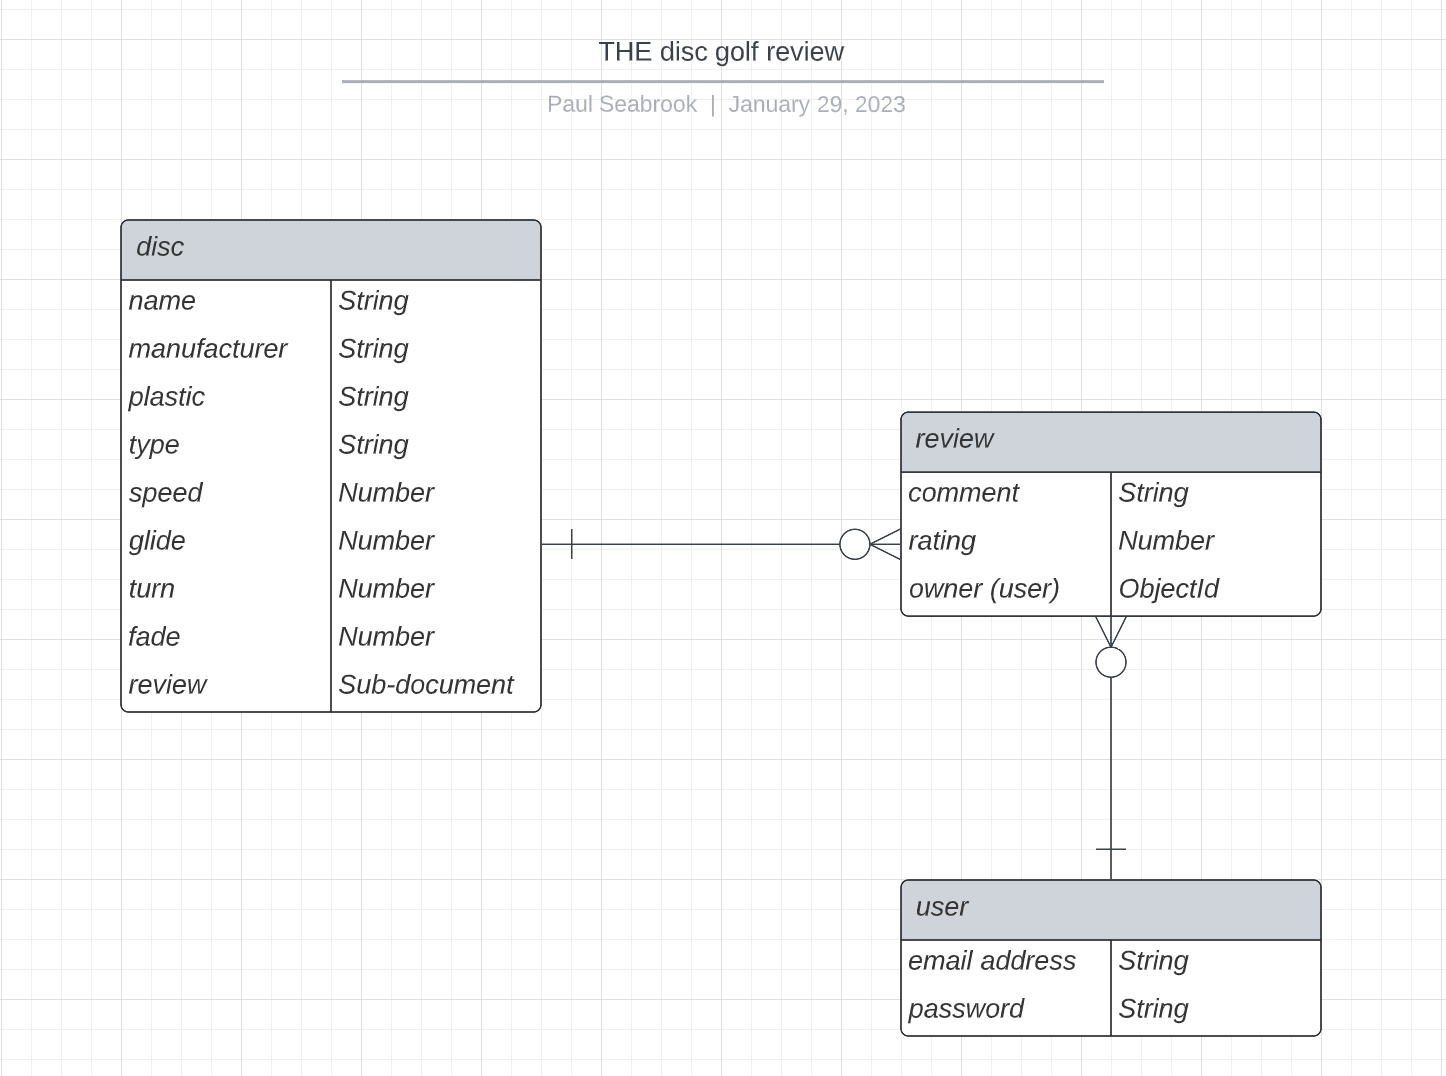 THE disc golf review
Paul Seabrook | January 29, 2023
disc
name String
manufacturer String
plastic String
type String
speed Number
glide Number
turn Number
fade Number
review Sub-document
review
comment String
rating Number
owner (user) ObjectId
user
email address String
password String